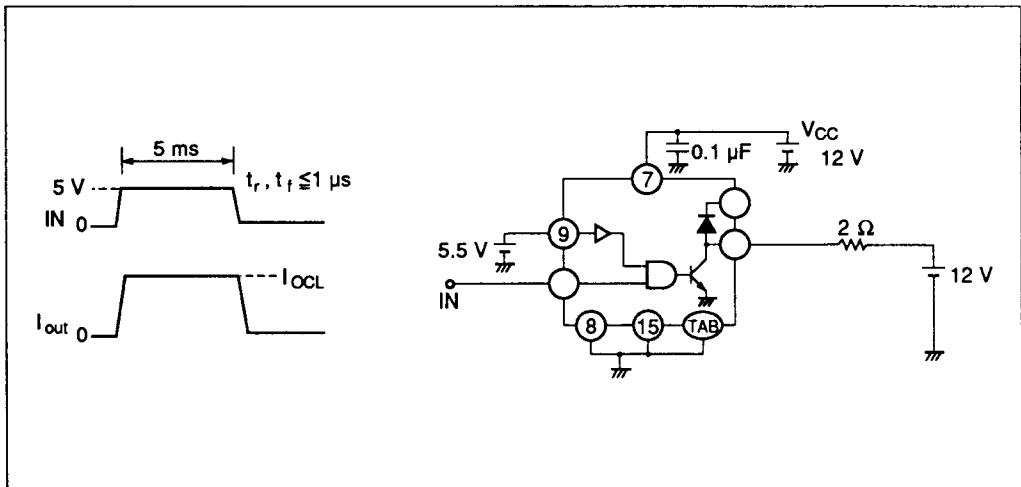 5 ms
5 V
t_r , t_f ≦ 1 μs
IN 0
I_OCL
I_out 0
V_CC
12 V
0.1 μF
7
9
5.5 V
2 Ω
12 V
IN
8
15
TAB